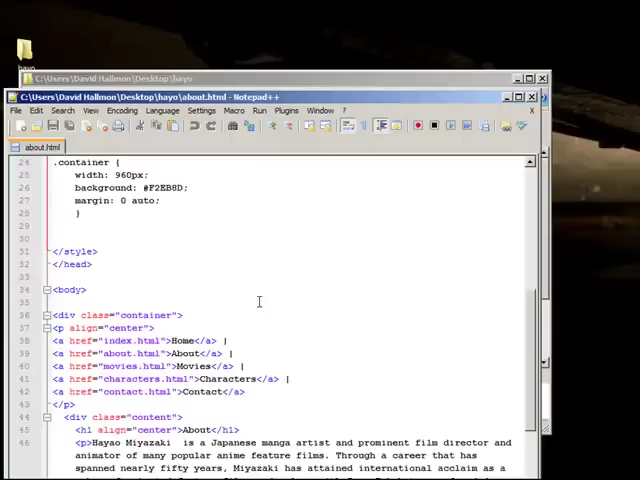 hayo
C:\Users\David Hallmon\Desktop\hayo
C:\Users\David Hallmon\Desktop\hayo\about.html - Notepad++
File Edit Search View Encoding Language Settings Macro Run Plugins Window ? X
about.html
24 .container {
25 width: 960px;
26 background: #F2EB8D;
27 margin: 0 auto;
28 }
29
30
31 </style>
32 </head>
33
34 <body>
35
36 <div class="container">
37 <p align="center">
38 <a href="index.html">Home</a> |
39 <a href="about.html">About</a> |
40 <a href="movies.html">Movies</a> |
41 <a href="characters.html">Characters</a> |
42 <a href="contact.html">Contact</a>
43 </p>
44 <div class="content">
45 <h1 align="center">About</h1>
46 <p>Hayao Miyazaki is a Japanese manga artist and prominent film director and
animator of many popular anime feature films. Through a career that has
spanned nearly fifty years, Miyazaki has attained international acclaim as a